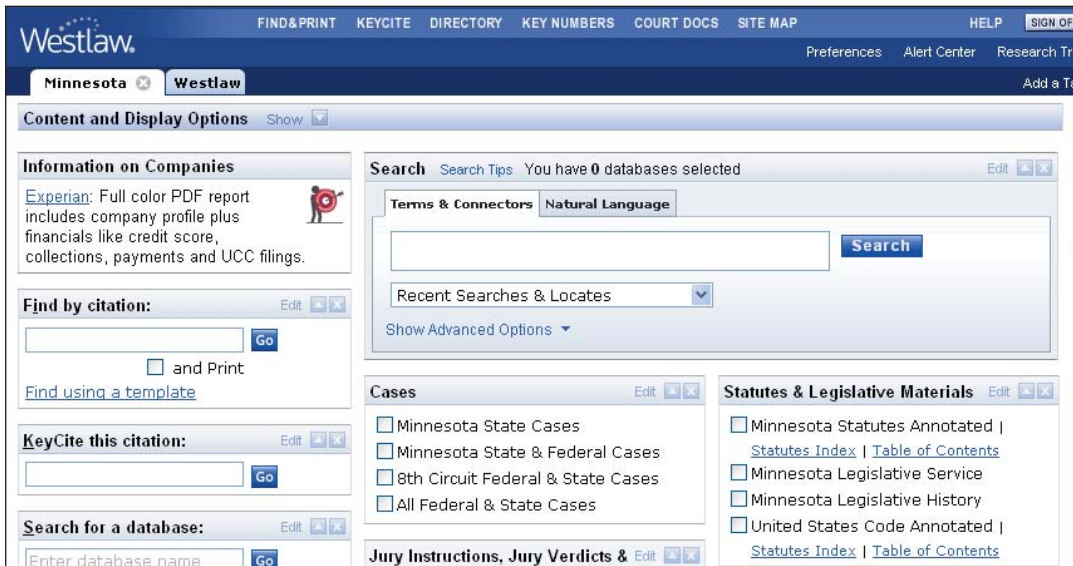 FIND&PRINT KEYCITE DIRECTORY KEY NUMBERS COURT DOCS SITE MAP HELP SIGN OF
Westlaw.
Preferences Alert Center Research Tr
Minnesota Westlaw Add a Ta
Content and Display Options Show
Information on Companies
Experian: Full color PDF report
includes company profile plus
financials like credit score,
collections, payments and UCC filings.
Find by citation: Edit
Go
and Print
Find using a template
KeyCite this citation: Edit
Go
Search for a database: Edit
Enter database name Go
Search Search Tips You have 0 databases selected Edit
Terms & Connectors Natural Language
Search
Recent Searches & Locates
Show Advanced Options
Cases Edit
Minnesota State Cases
Minnesota State & Federal Cases
8th Circuit Federal & State Cases
All Federal & State Cases
Jury Instructions, Jury Verdicts & Edit
Statutes & Legislative Materials Edit
Minnesota Statutes Annotated |
Statutes Index | Table of Contents
Minnesota Legislative Service
Minnesota Legislative History
United States Code Annotated |
Statutes Index | Table of Contents